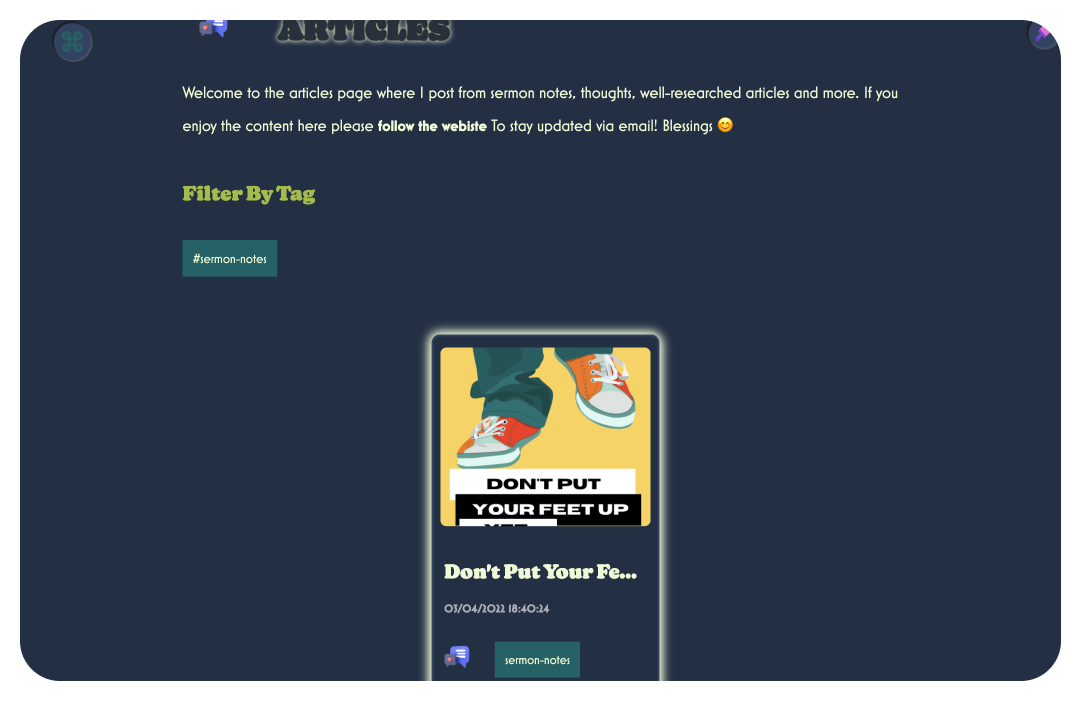 ARTICLES
Welcome to the articles page where I post from sermon notes, thoughts, well-researched articles and more. If you
enjoy the content here please follow the webiste To stay updated via email! Blessings 😊
Filter By Tag
#sermon-notes
DON'T PUT
YOUR FEET UP
YET
Don't Put Your Fe...
03/04/2022 18:40:24
sermon-notes